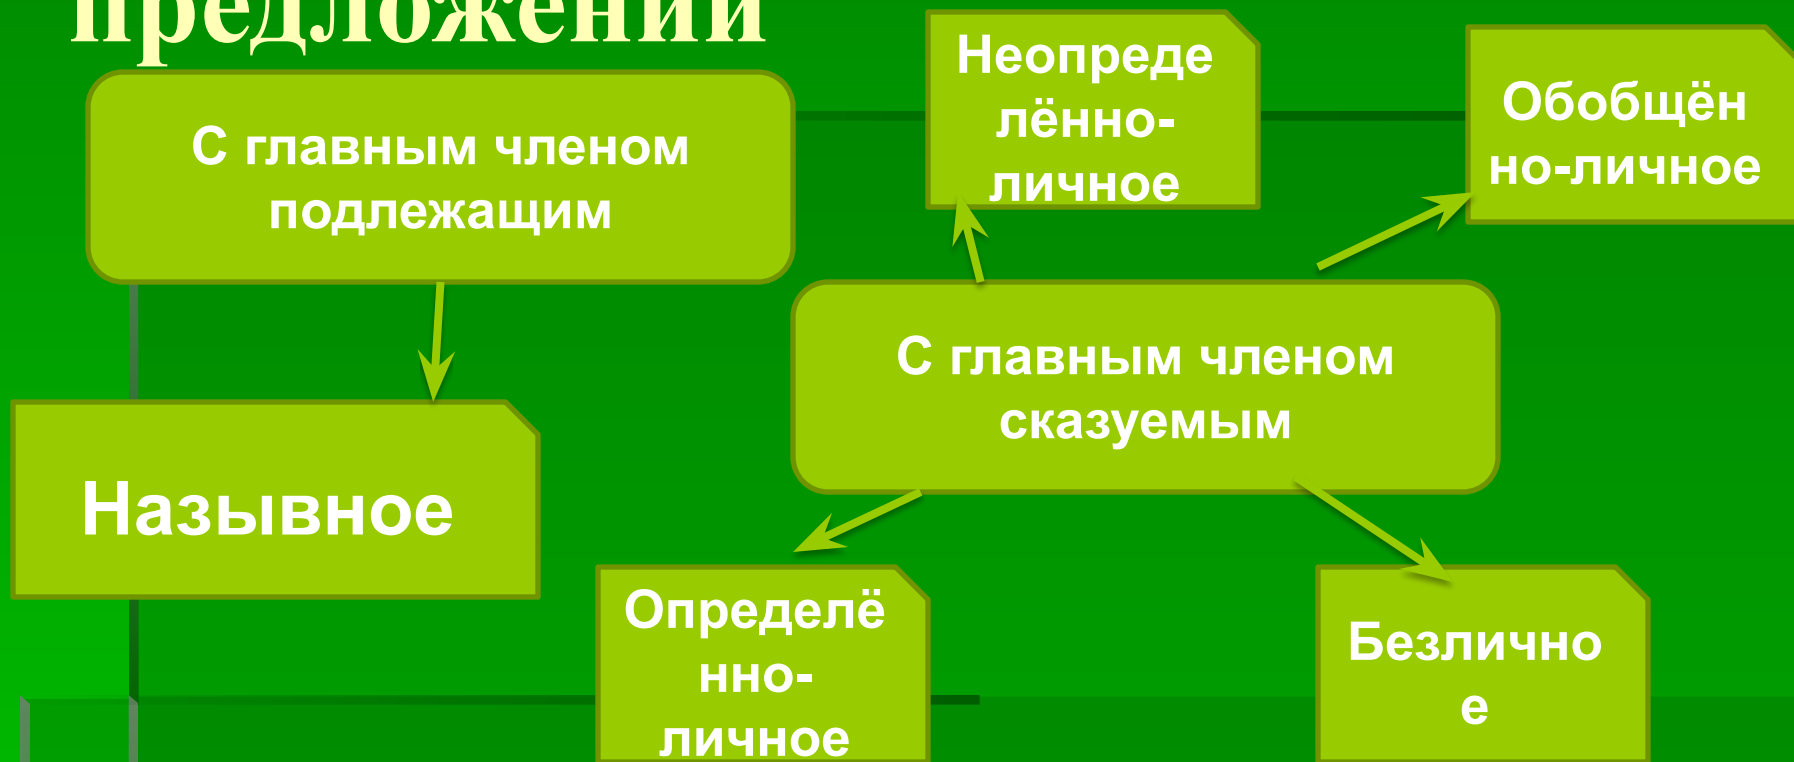 предложений
С главным членом
подлежащим
Неопреде
лённо-
личное
Обобщён
но-личное
С главным членом
сказуемым
Назывное
Определё
нно-
личное
Безлично
е